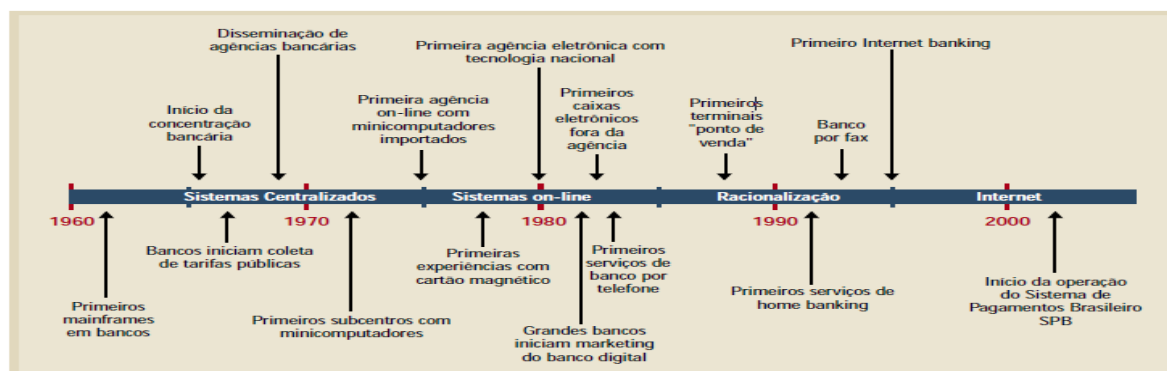 Disseminação de
agências bancárias
Primeira agência eletrônica com
tecnologia nacional
Primeiro Internet banking
Início da
concentração
bancária
Primeira agência
on-line com
minicomputadores
importados
Primeiros
caixas
eletrônicos
fora da
agência
Primeiros
terminais
"ponto de
venda"
Banco
por fax
Sistemas Centralizados
Sistemas on-line
Racionalização
Internet
1960
1970
1980
1990
2000
Bancos iniciam coleta
de tarifas públicas
Primeiras
experiências com
cartão magnético
Primeiros
serviços de
banco por
telefone
Primeiros
mainframes
em bancos
Primeiros subcentros com
minicomputadores
Grandes bancos
iniciam marketing
do banco digital
Primeiros serviços de
home banking
Início da operação
do Sistema de
Pagamentos Brasileiro
SPB